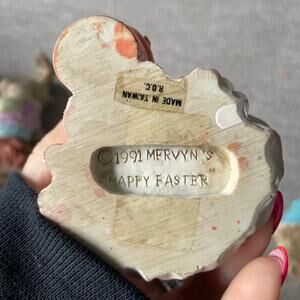 MADE IN TAIWAN
R.O.C.
©1991 MERVYN'S
HAPPY EASTER